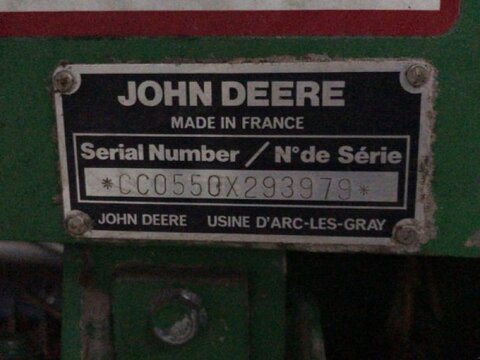 JOHN DEERE
MADE IN FRANCE
Serial Number / N°de Série
*CC0550X293979*
JOHN DEERE USINE D'ARC-LES-GRAY